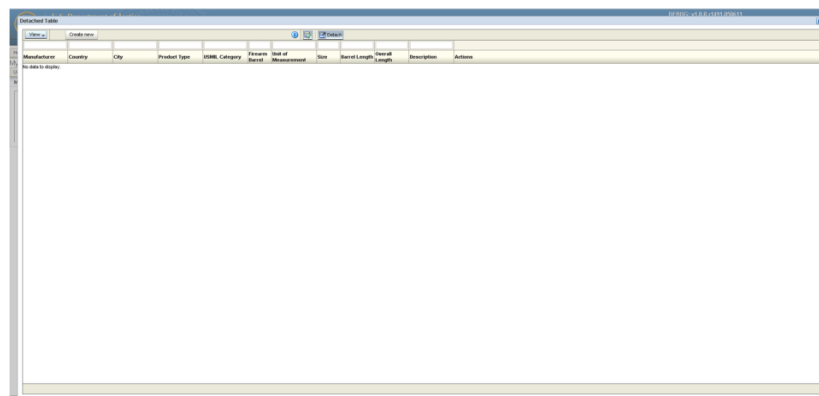 Detached Table
View
Create new
Detach
Manufacturer Country City Product Type USMIL Category Firearm Barrel Unit of Measurement Size Barrel Length Overall Length Description Actions
No data to display.